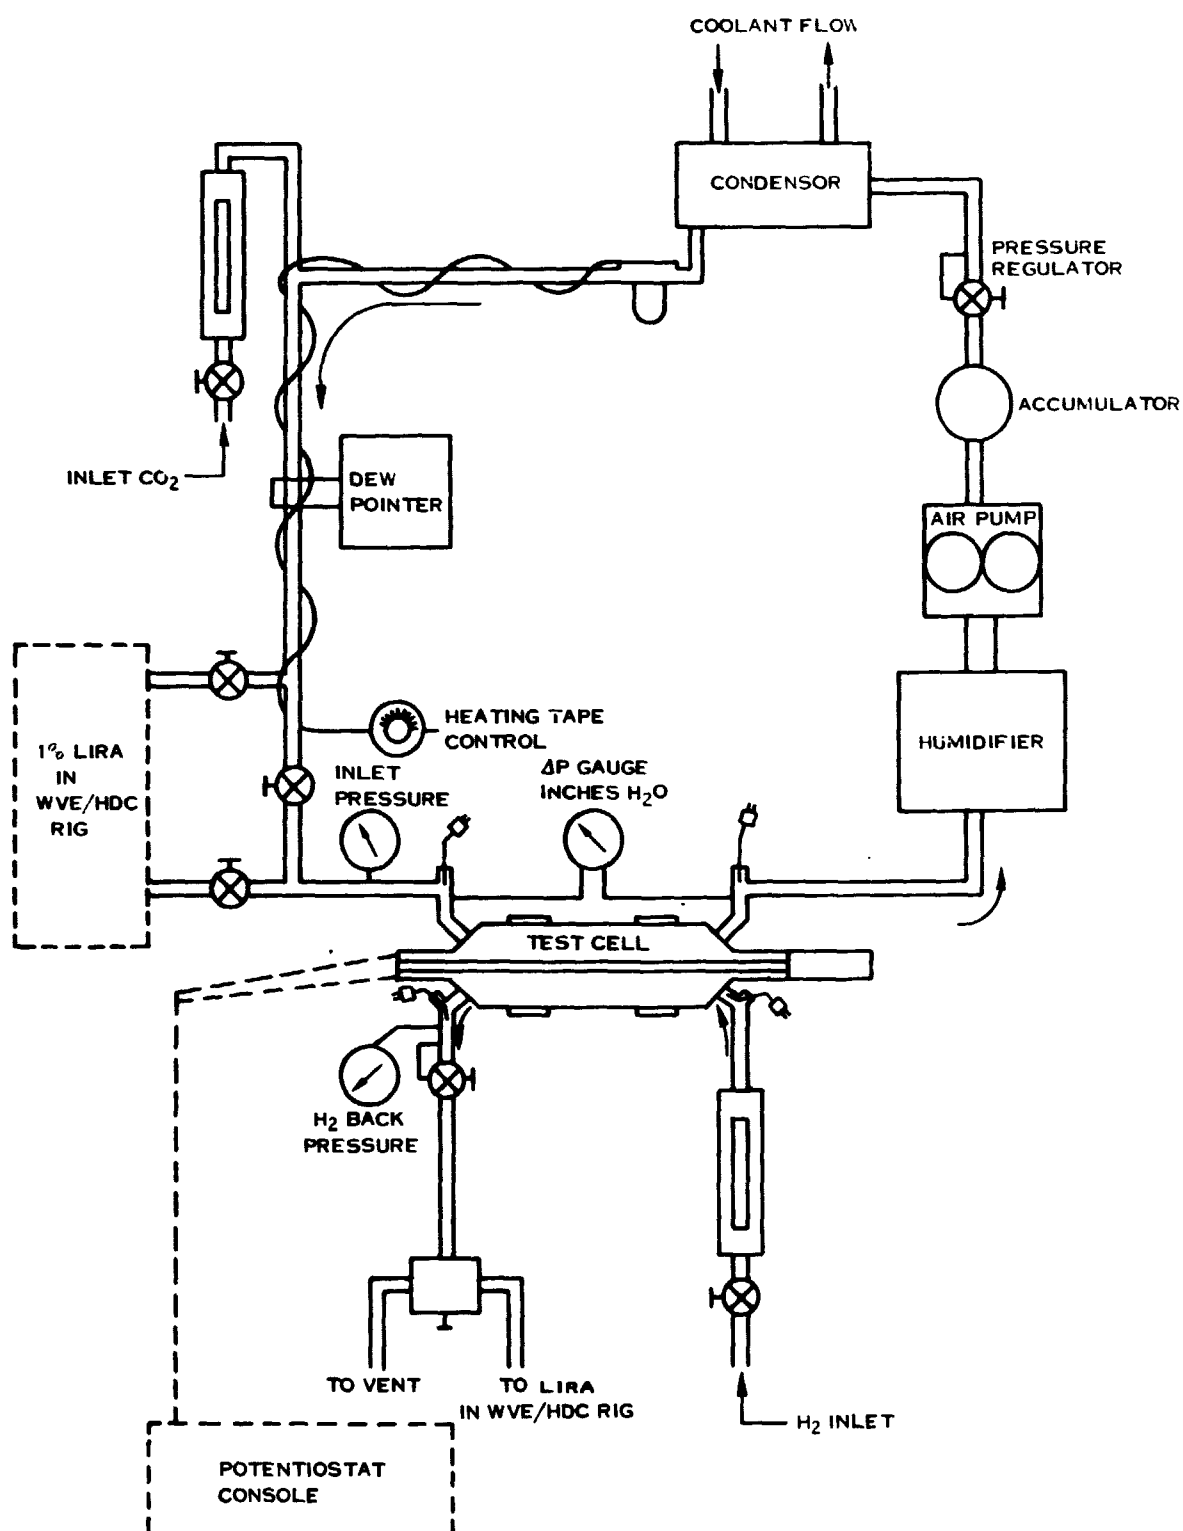 COOLANT FLOW
CONDENSOR
PRESSURE
REGULATOR
ACCUMULATOR
INLET CO₂
DEW
POINTER
AIR PUMP
HEATING TAPE
CONTROL
HUMIDIFIER
1% LIRA
IN
WVE/HDC
RIG
INLET
PRESSURE
ΔP GAUGE
INCHES H₂O
TEST CELL
H₂ BACK
PRESSURE
TO VENT
TO LIRA
IN WVE/HDC RIG
H₂ INLET
POTENTIOSTAT
CONSOLE